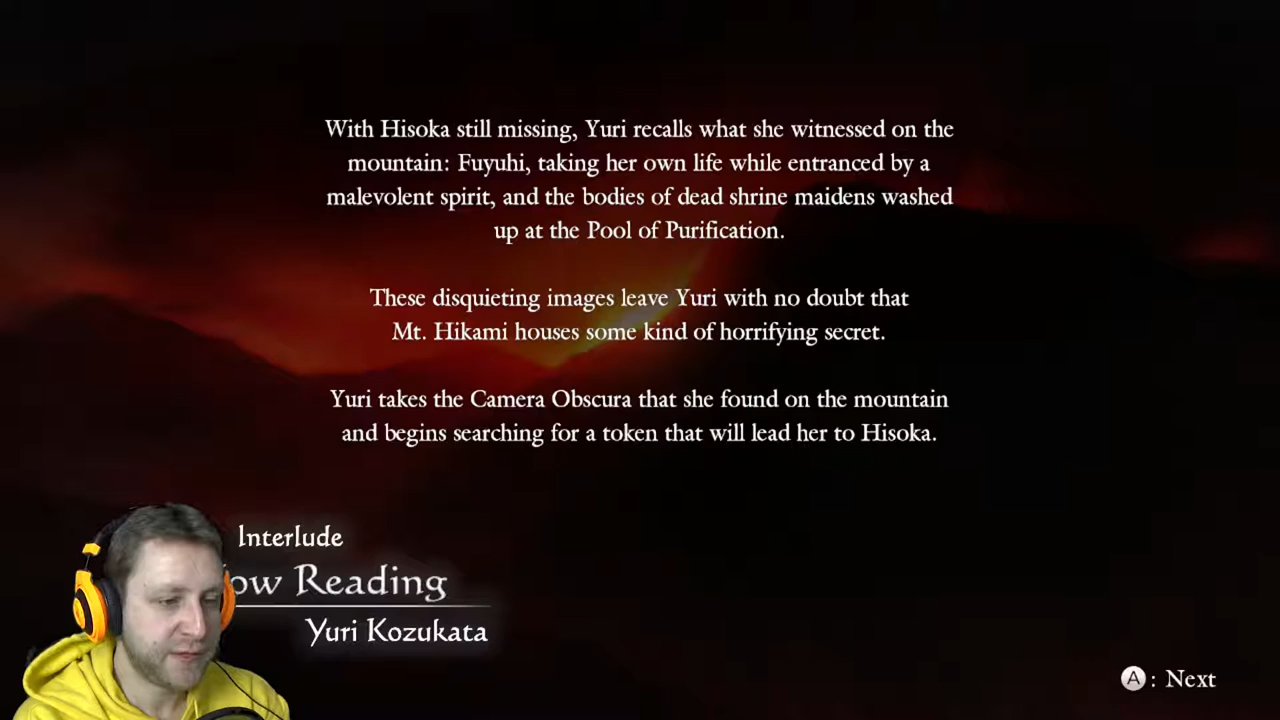 With Hisoka still missing, Yuri recalls what she witnessed on the
mountain: Fuyuhi, taking her own life while entranced by a
malevolent spirit, and the bodies of dead shrine maidens washed
up at the Pool of Purification.
These disquieting images leave Yuri with no doubt that
Mt. Hikami houses some kind of horrifying secret.
Yuri takes the Camera Obscura that she found on the mountain
and begins searching for a token that will lead her to Hisoka.
Interlude
ow Reading
Yuri Kozukata
A : Next